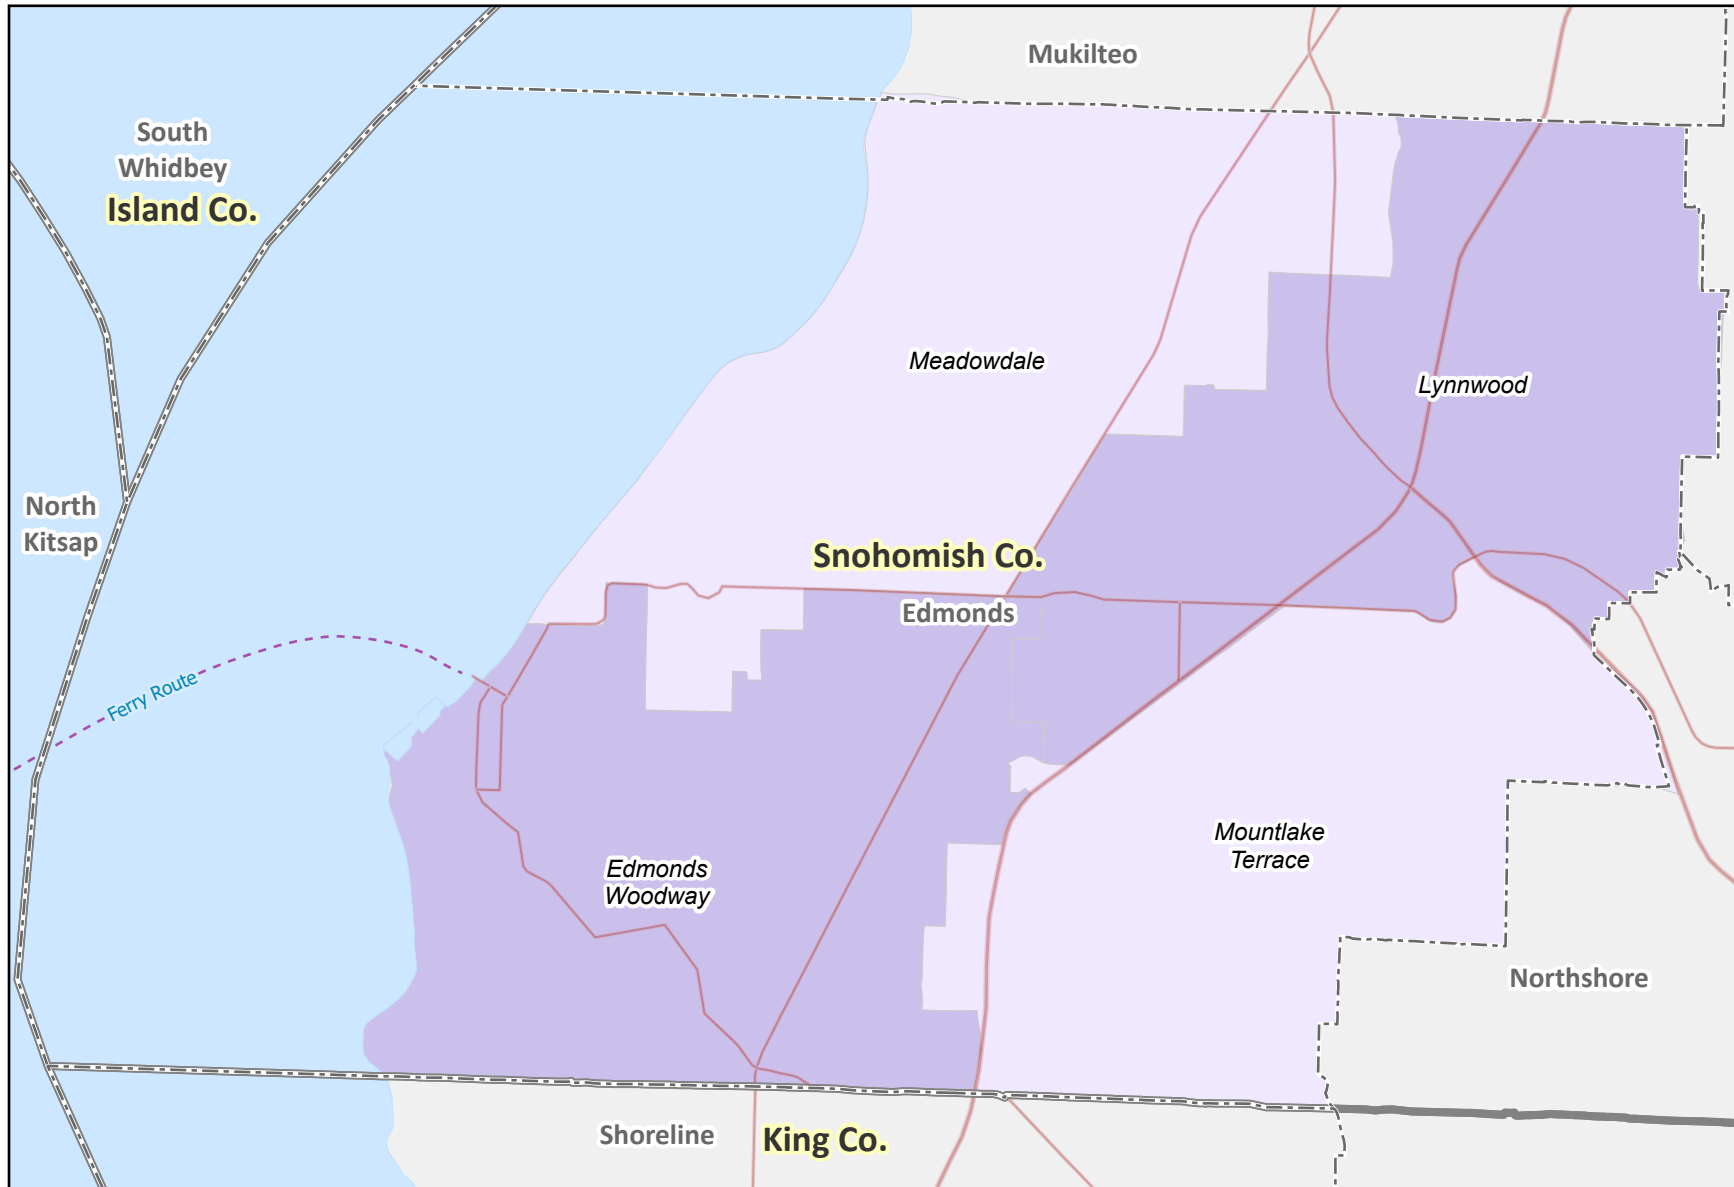 Mukilteo
South
Whidbey
Island Co.
Meadowdale
Lynnwood
North
Kitsap
Snohomish Co.
Edmonds
Ferry Route
Mountlake
Terrace
Edmonds
Woodway
Northshore
Shoreline
King Co.